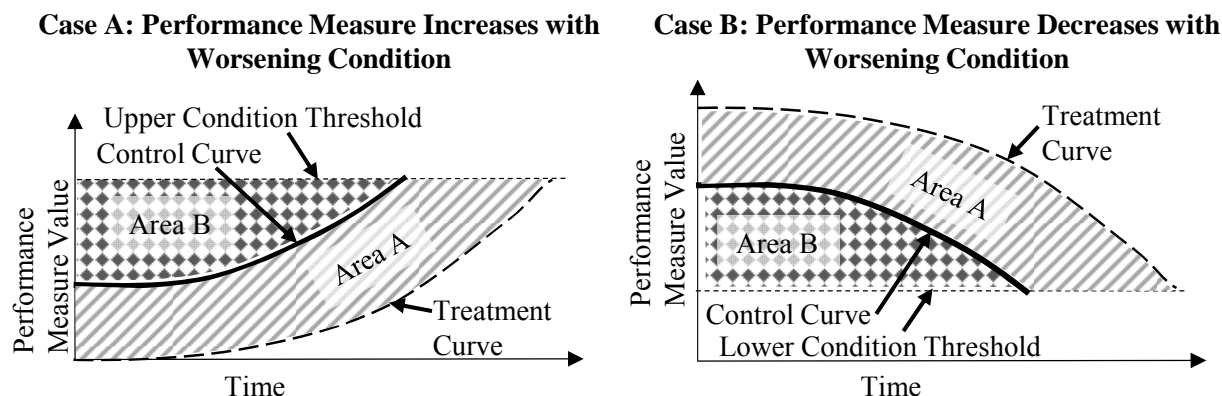 Case A: Performance Measure Increases with
Worsening Condition
Upper Condition Threshold
Control Curve
Performance
Measure Value
Area B
Area A
Treatment
Curve
Time
Case B: Performance Measure Decreases with
Worsening Condition
Treatment
Curve
Performance
Measure Value
Area A
Area B
Control Curve
Lower Condition Threshold
Time